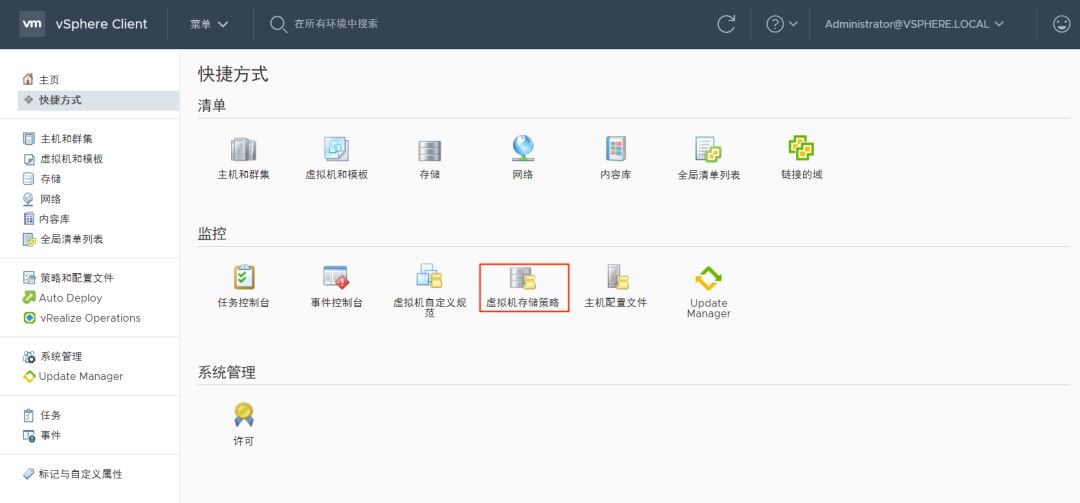 vm vSphere Client 菜单 在所有环境中搜索 Administrator@VSPHERE.LOCAL
主页
快捷方式
主机和群集
虚拟机和模板
存储
网络
内容库
全局清单列表
策略和配置文件
Auto Deploy
vRealize Operations
系统管理
Update Manager
任务
事件
标记与自定义属性
快捷方式
清单
主机和群集 虚拟机和模板 存储 网络 内容库 全局清单列表 链接的域
监控
任务控制台 事件控制台 虚拟机自定义规范 虚拟机存储策略 主机配置文件 Update Manager
系统管理
许可